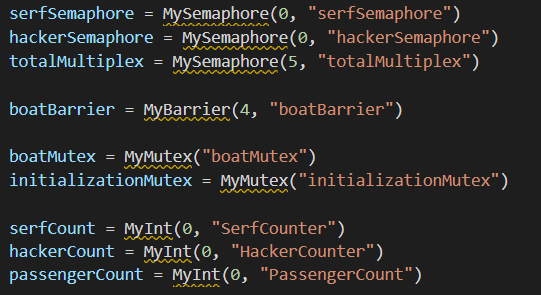 serfSemaphore = MySemaphore(0, "serfSemaphore")
hackerSemaphore = MySemaphore(0, "hackerSemaphore")
totalMultiplex = MySemaphore(5, "totalMultiplex")
boatBarrier = MyBarrier(4, "boatBarrier")
boatMutex = MyMutex("boatMutex")
initializationMutex = MyMutex("initializationMutex")
serfCount = MyInt(0, "SerfCounter")
hackerCount = MyInt(0, "HackerCounter")
passengerCount = MyInt(0, "PassengerCount")